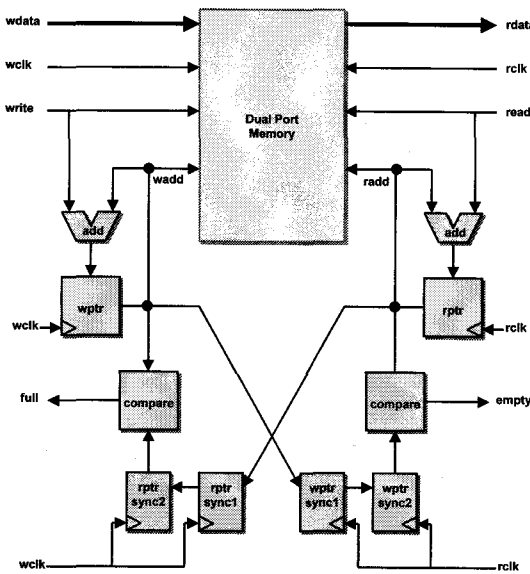 wdata
rdata
wclk
rclk
write
Dual Port
Memory
read
wadd
radd
add
add
wptr
rptr
wclk
rclk
full
compare
compare
empty
rptr
sync2
rptr
sync1
wptr
sync1
wptr
sync2
wclk
rclk